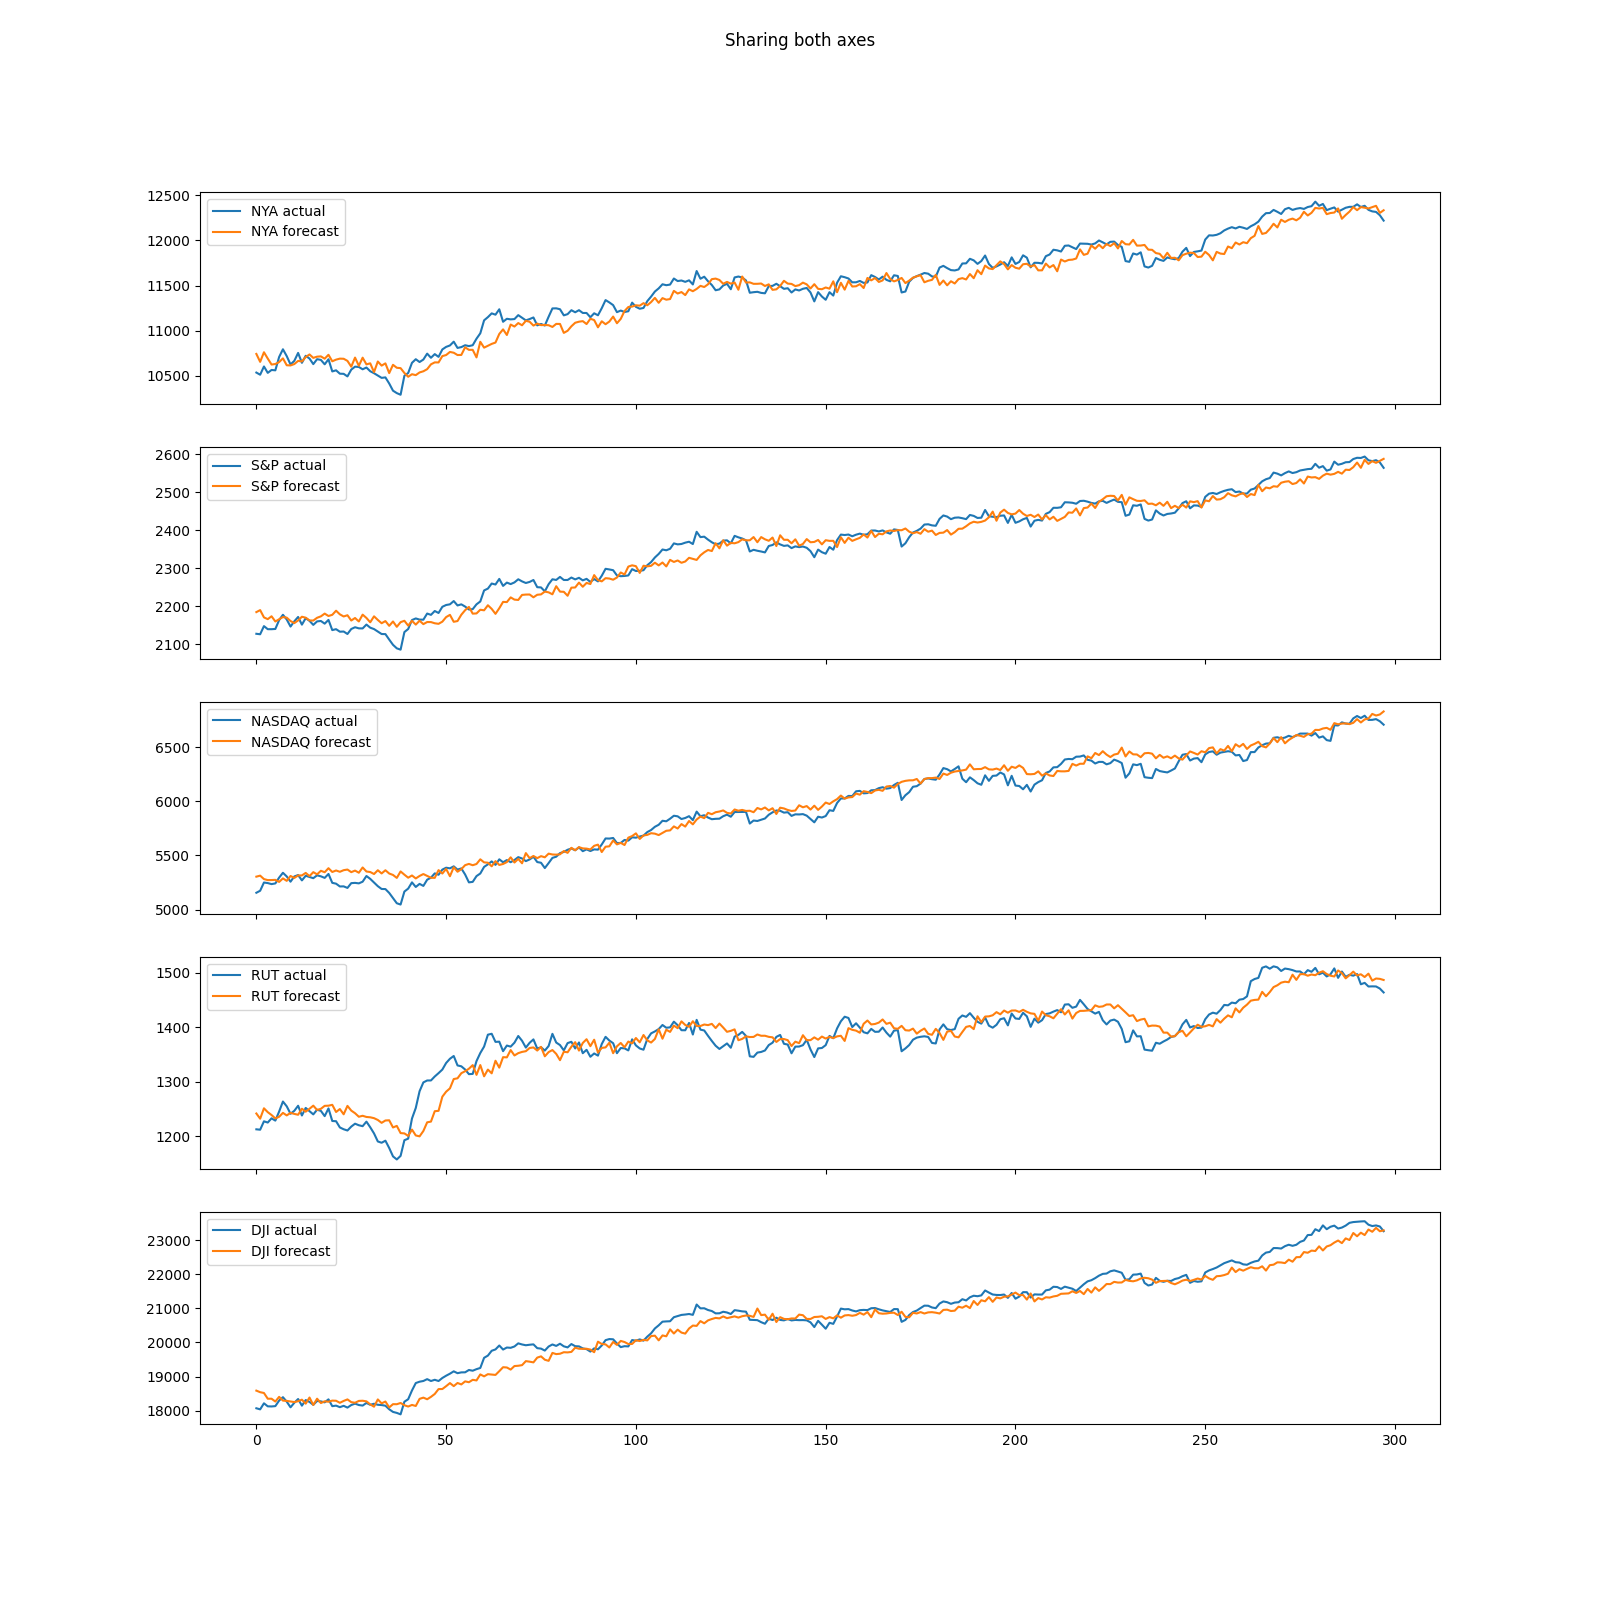 Sharing both axes
12500
12000
11500
11000
10500
NYA actual
NYA forecast
2600
2500
2400
2300
2200
2100
S&P actual
S&P forecast
6500
6000
5500
5000
NASDAQ actual
NASDAQ forecast
1500
1400
1300
1200
RUT actual
RUT forecast
23000
22000
21000
20000
19000
18000
DJI actual
DJI forecast
0 50 100 150 200 250 300